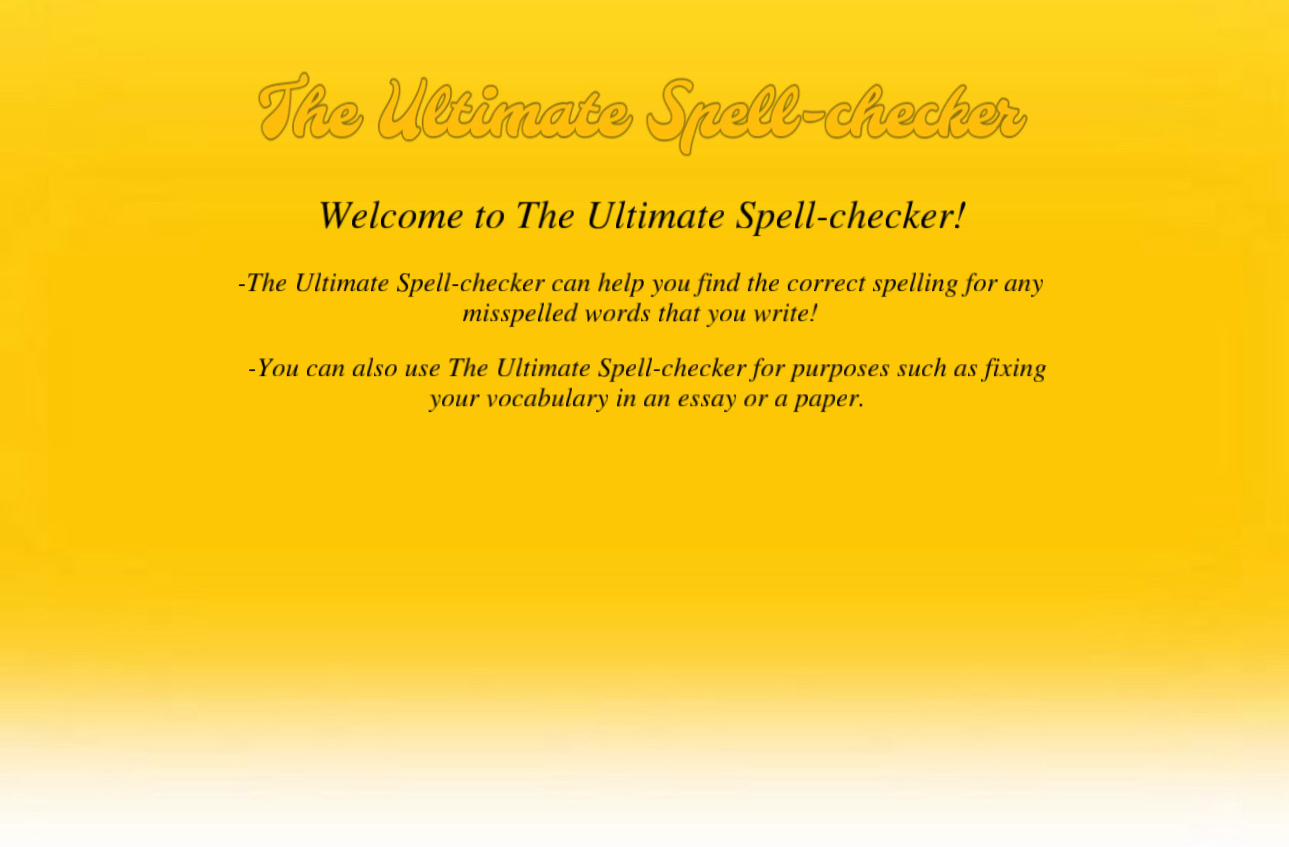 The Ultimate Spell-checker
Welcome to The Ultimate Spell-checker!
-The Ultimate Spell-checker can help you find the correct spelling for any
misspelled words that you write!
-You can also use The Ultimate Spell-checker for purposes such as fixing
your vocabulary in an essay or a paper.